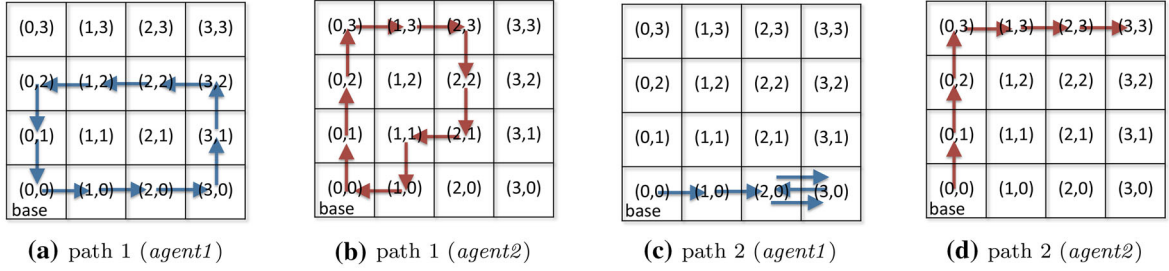 (0,3) (1,3) (2,3) (3,3)
(0,2) (1,2) (2,2) (3,2)
(0,1) (1,1) (2,1) (3,1)
(0,0) (1,0) (2,0) (3,0)
base
(a) path 1 (agent1)
(0,3) (1,3) (2,3) (3,3)
(0,2) (1,2) (2,2) (3,2)
(0,1) (1,1) (2,1) (3,1)
(0,0) (1,0) (2,0) (3,0)
base
(b) path 1 (agent2)
(0,3) (1,3) (2,3) (3,3)
(0,2) (1,2) (2,2) (3,2)
(0,1) (1,1) (2,1) (3,1)
(0,0) (1,0) (2,0) (3,0)
base
(c) path 2 (agent1)
(0,3) (1,3) (2,3) (3,3)
(0,2) (1,2) (2,2) (3,2)
(0,1) (1,1) (2,1) (3,1)
(0,0) (1,0) (2,0) (3,0)
base
(d) path 2 (agent2)